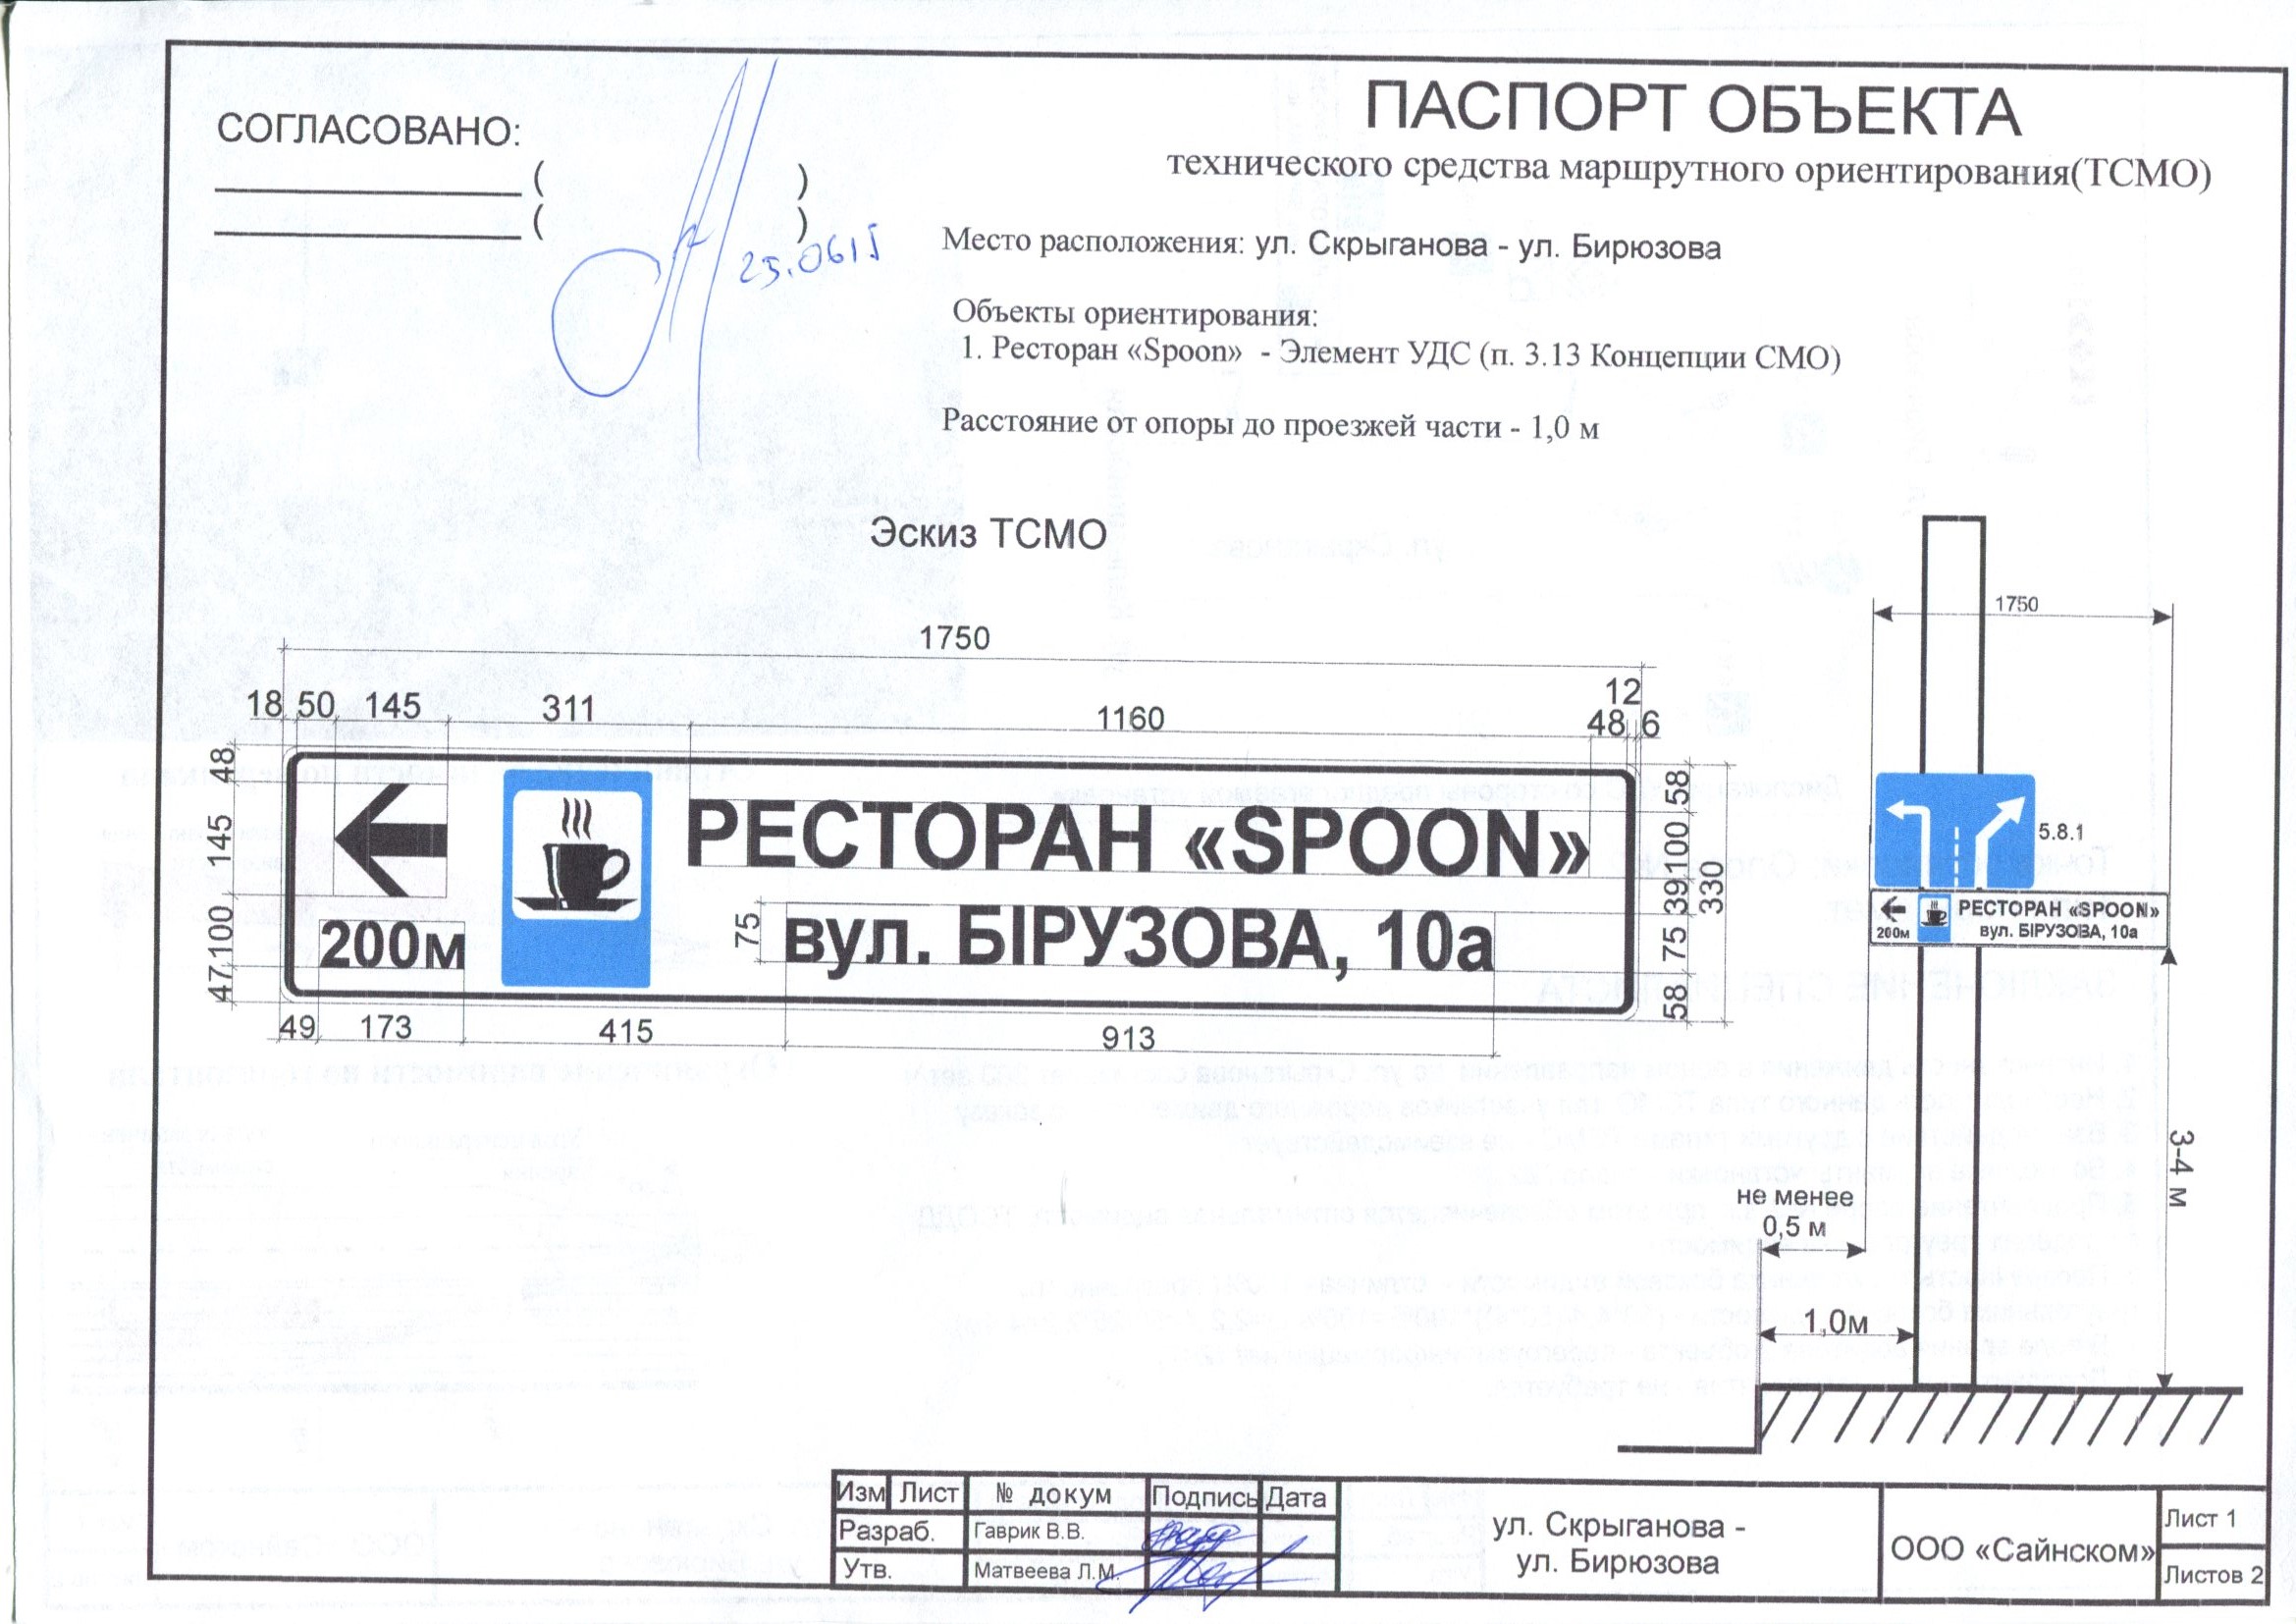 СОГЛАСОВАНО:
( )
( )
25.0615
ПАСПОРТ ОБЪЕКТА
технического средства маршрутного ориентирования(ТСМО)
Место расположения: ул. Скрыганова - ул. Бирюзова
Объекты ориентирования:
1. Ресторан «Spoon» - Элемент УДС (п. 3.13 Концепции СМО)
Расстояние от опоры до проезжей части - 1,0 м
Эскиз ТСМО
1750
18 50 145 311 1160 12
48 6
48
145
100
47
РЕСТОРАН «SPOON»
200м
75
вул. БІРУЗОВА, 10а
58
100
39
75
58
330
49 173 415 913
1750
5.8.1
РЕСТОРАН «SPOON»
200м вул. БІРУЗОВА, 10а
3-4 м
не менее
0,5 м
1,0м
Изм Лист № докум Подпись Дата
Разраб. Гаврик В.В.
Утв. Матвеева Л.М.
ул. Скрыганова -
ул. Бирюзова
ООО «Сайнском»
Лист 1
Листов 2